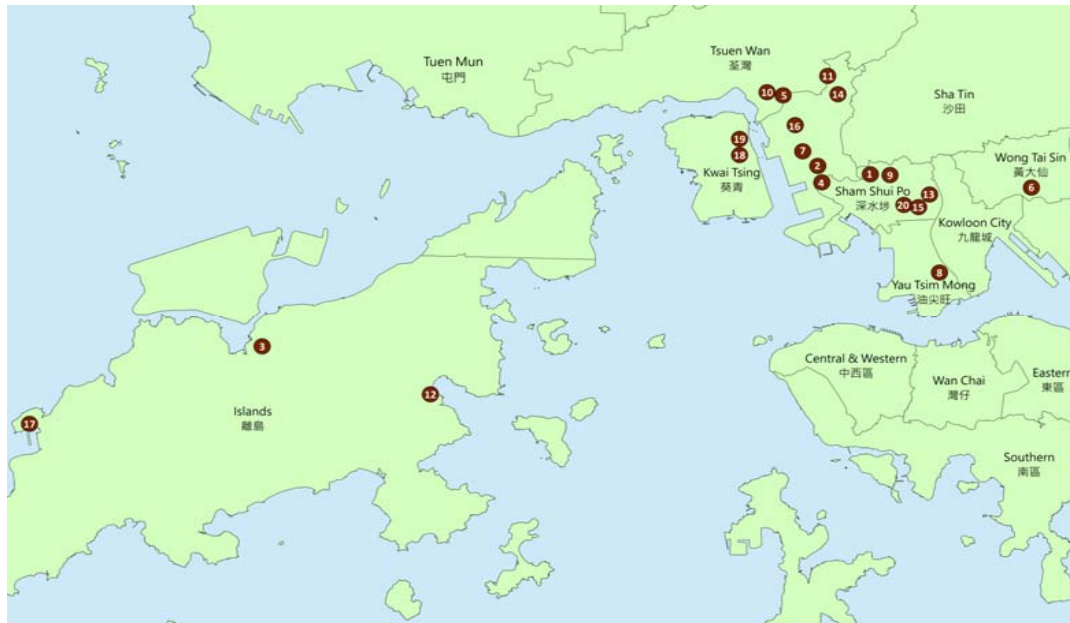 Tuen Mun
屯門
Tsuen Wan
荃灣
Sha Tin
沙田
Wong Tai Sin
黃大仙
Kwai Tsing
葵青
Sham Shui Po
深水埗
Kowloon City
九龍城
Yau Tsim Mong
油尖旺
Central & Western
中西區
Wan Chai
灣仔
Eastern
東區
Southern
南區
Islands
離島
11
10
5
14
16
19
18
7
2
4
1
9
13
20
15
6
8
3
12
17